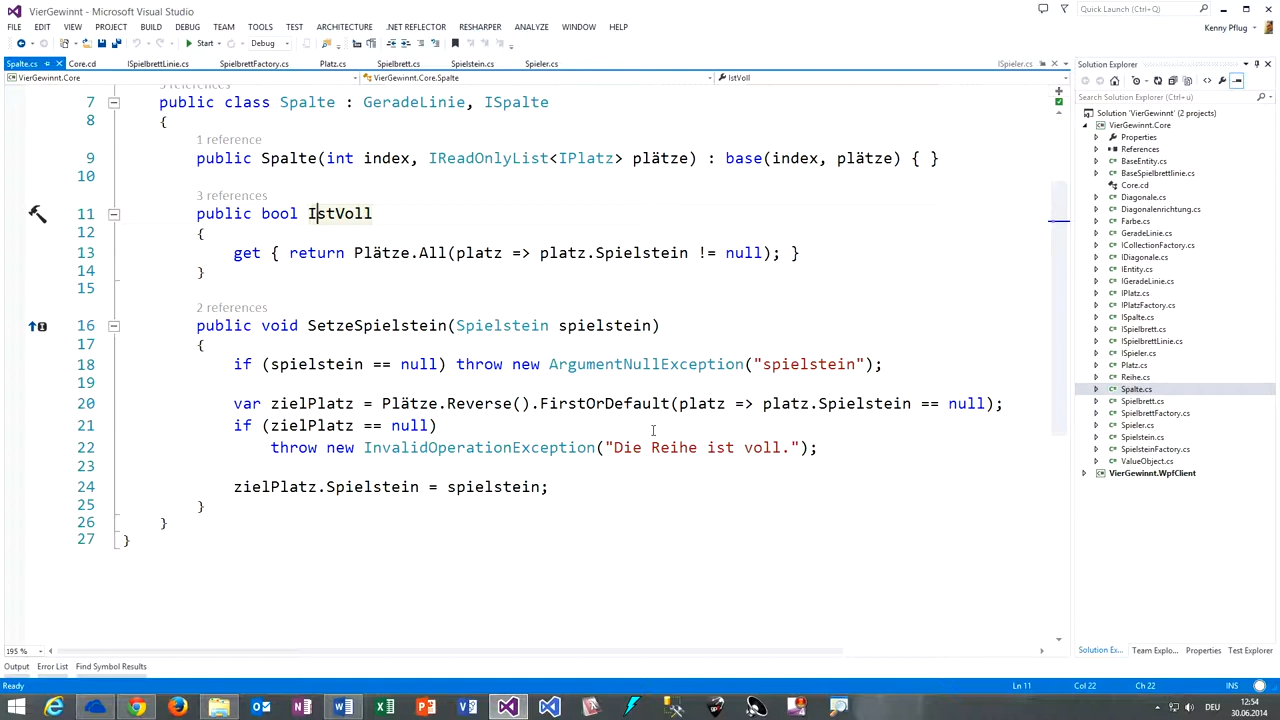 VierGewinnt - Microsoft Visual Studio
Quick Launch (Ctrl+Q)
FILE EDIT VIEW PROJECT BUILD DEBUG TEAM TOOLS TEST ARCHITECTURE .NET REFLECTOR RESHARPER ANALYZE WINDOW HELP
Kenny Pflug
Start Debug
Spalte.cs Core.cd ISpielbrettLinie.cs SpielbrettFactory.cs Platz.cs Spielbrett.cs Spielstein.cs Spieler.cs ISpieler.cs
VierGewinnt.Core VierGewinnt.Core.Spalte IstVoll
7 public class Spalte : GeradeLinie, ISpalte
8 {
1 reference
9 public Spalte(int index, IReadOnlyList<IPlatz> plätze) : base(index, plätze) { }
10
3 references
11 public bool IstVoll
12 {
13 get { return Plätze.All(platz => platz.Spielstein != null); }
14 }
15
2 references
16 public void SetzeSpielstein(Spielstein spielstein)
17 {
18 if (spielstein == null) throw new ArgumentNullException("spielstein");
19
20 var zielPlatz = Plätze.Reverse().FirstOrDefault(platz => platz.Spielstein == null);
21 if (zielPlatz == null)
22 throw new InvalidOperationException("Die Reihe ist voll.");
23
24 zielPlatz.Spielstein = spielstein;
25 }
26 }
27 }
195 %
Output Error List Find Symbol Results
Ready Ln 11 Col 22 Ch 22 INS
Solution Explorer
Search Solution Explorer (Ctrl+ü)
Solution 'VierGewinnt' (2 projects)
VierGewinnt.Core
Properties
References
BaseEntity.cs
BaseSpielbrettlinie.cs
Core.cd
Diagonale.cs
Diagonalenrichtung.cs
Farbe.cs
GeradeLinie.cs
ICollectionFactory.cs
IDiagonale.cs
IEntity.cs
IGeradeLinie.cs
IPlatz.cs
IPlatzFactory.cs
ISpalte.cs
ISpielbrett.cs
ISpielbrettLinie.cs
ISpieler.cs
Platz.cs
Reihe.cs
Spalte.cs
Spielbrett.cs
SpielbrettFactory.cs
Spieler.cs
Spielstein.cs
SpielsteinFactory.cs
ValueObject.cs
VierGewinnt.WpfClient
Solution Ex... Team Explo... Properties Test Explorer
DEU
12:54
30.06.2014